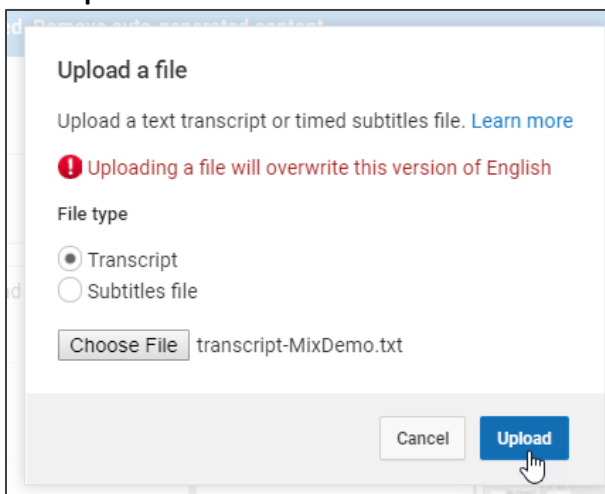 Upload a file
Upload a text transcript or timed subtitles file. Learn more
Uploading a file will overwrite this version of English
File type
Transcript
Subtitles file
Choose File transcript-MixDemo.txt
Cancel Upload